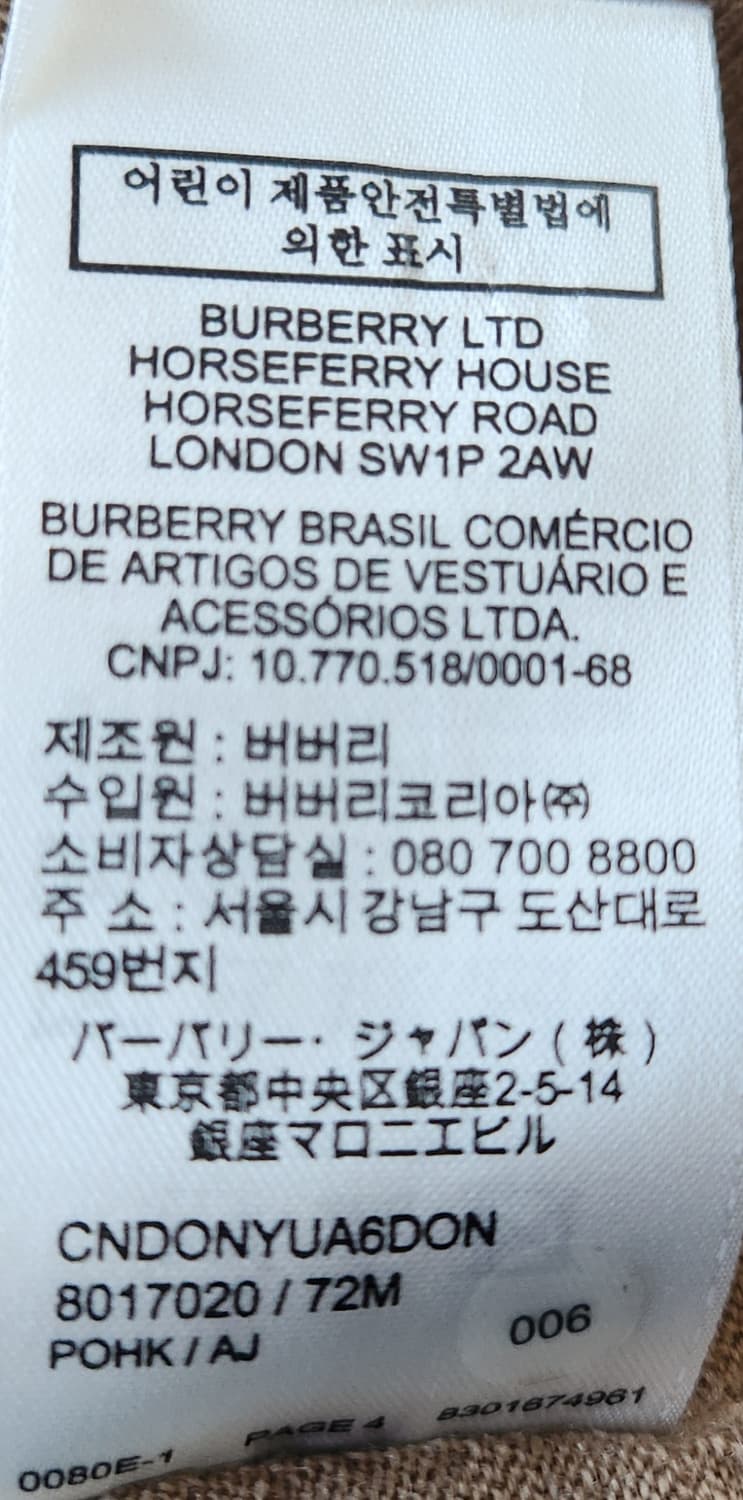 어린이 제품안전특별법에
의한 표시
BURBERRY LTD
HORSEFERRY HOUSE
HORSEFERRY ROAD
LONDON SW1P 2AW
BURBERRY BRASIL COMÉRCIO
DE ARTIGOS DE VESTUÁRIO E
ACESSÓRIOS LTDA.
CNPJ: 10.770.518/0001-68
제조원 : 버버리
수입원 : 버버리코리아㈜
소비자상담실 : 080 700 8800
주 소 : 서울시 강남구 도산대로
459번지
バーバリー・ジャパン ( 株 )
東京都中央区銀座2-5-14
銀座マロニエビル
CNDONYUA6DON
8017020 / 72M
POHK / AJ
006
0080E-1 PAGE 4 8301674961